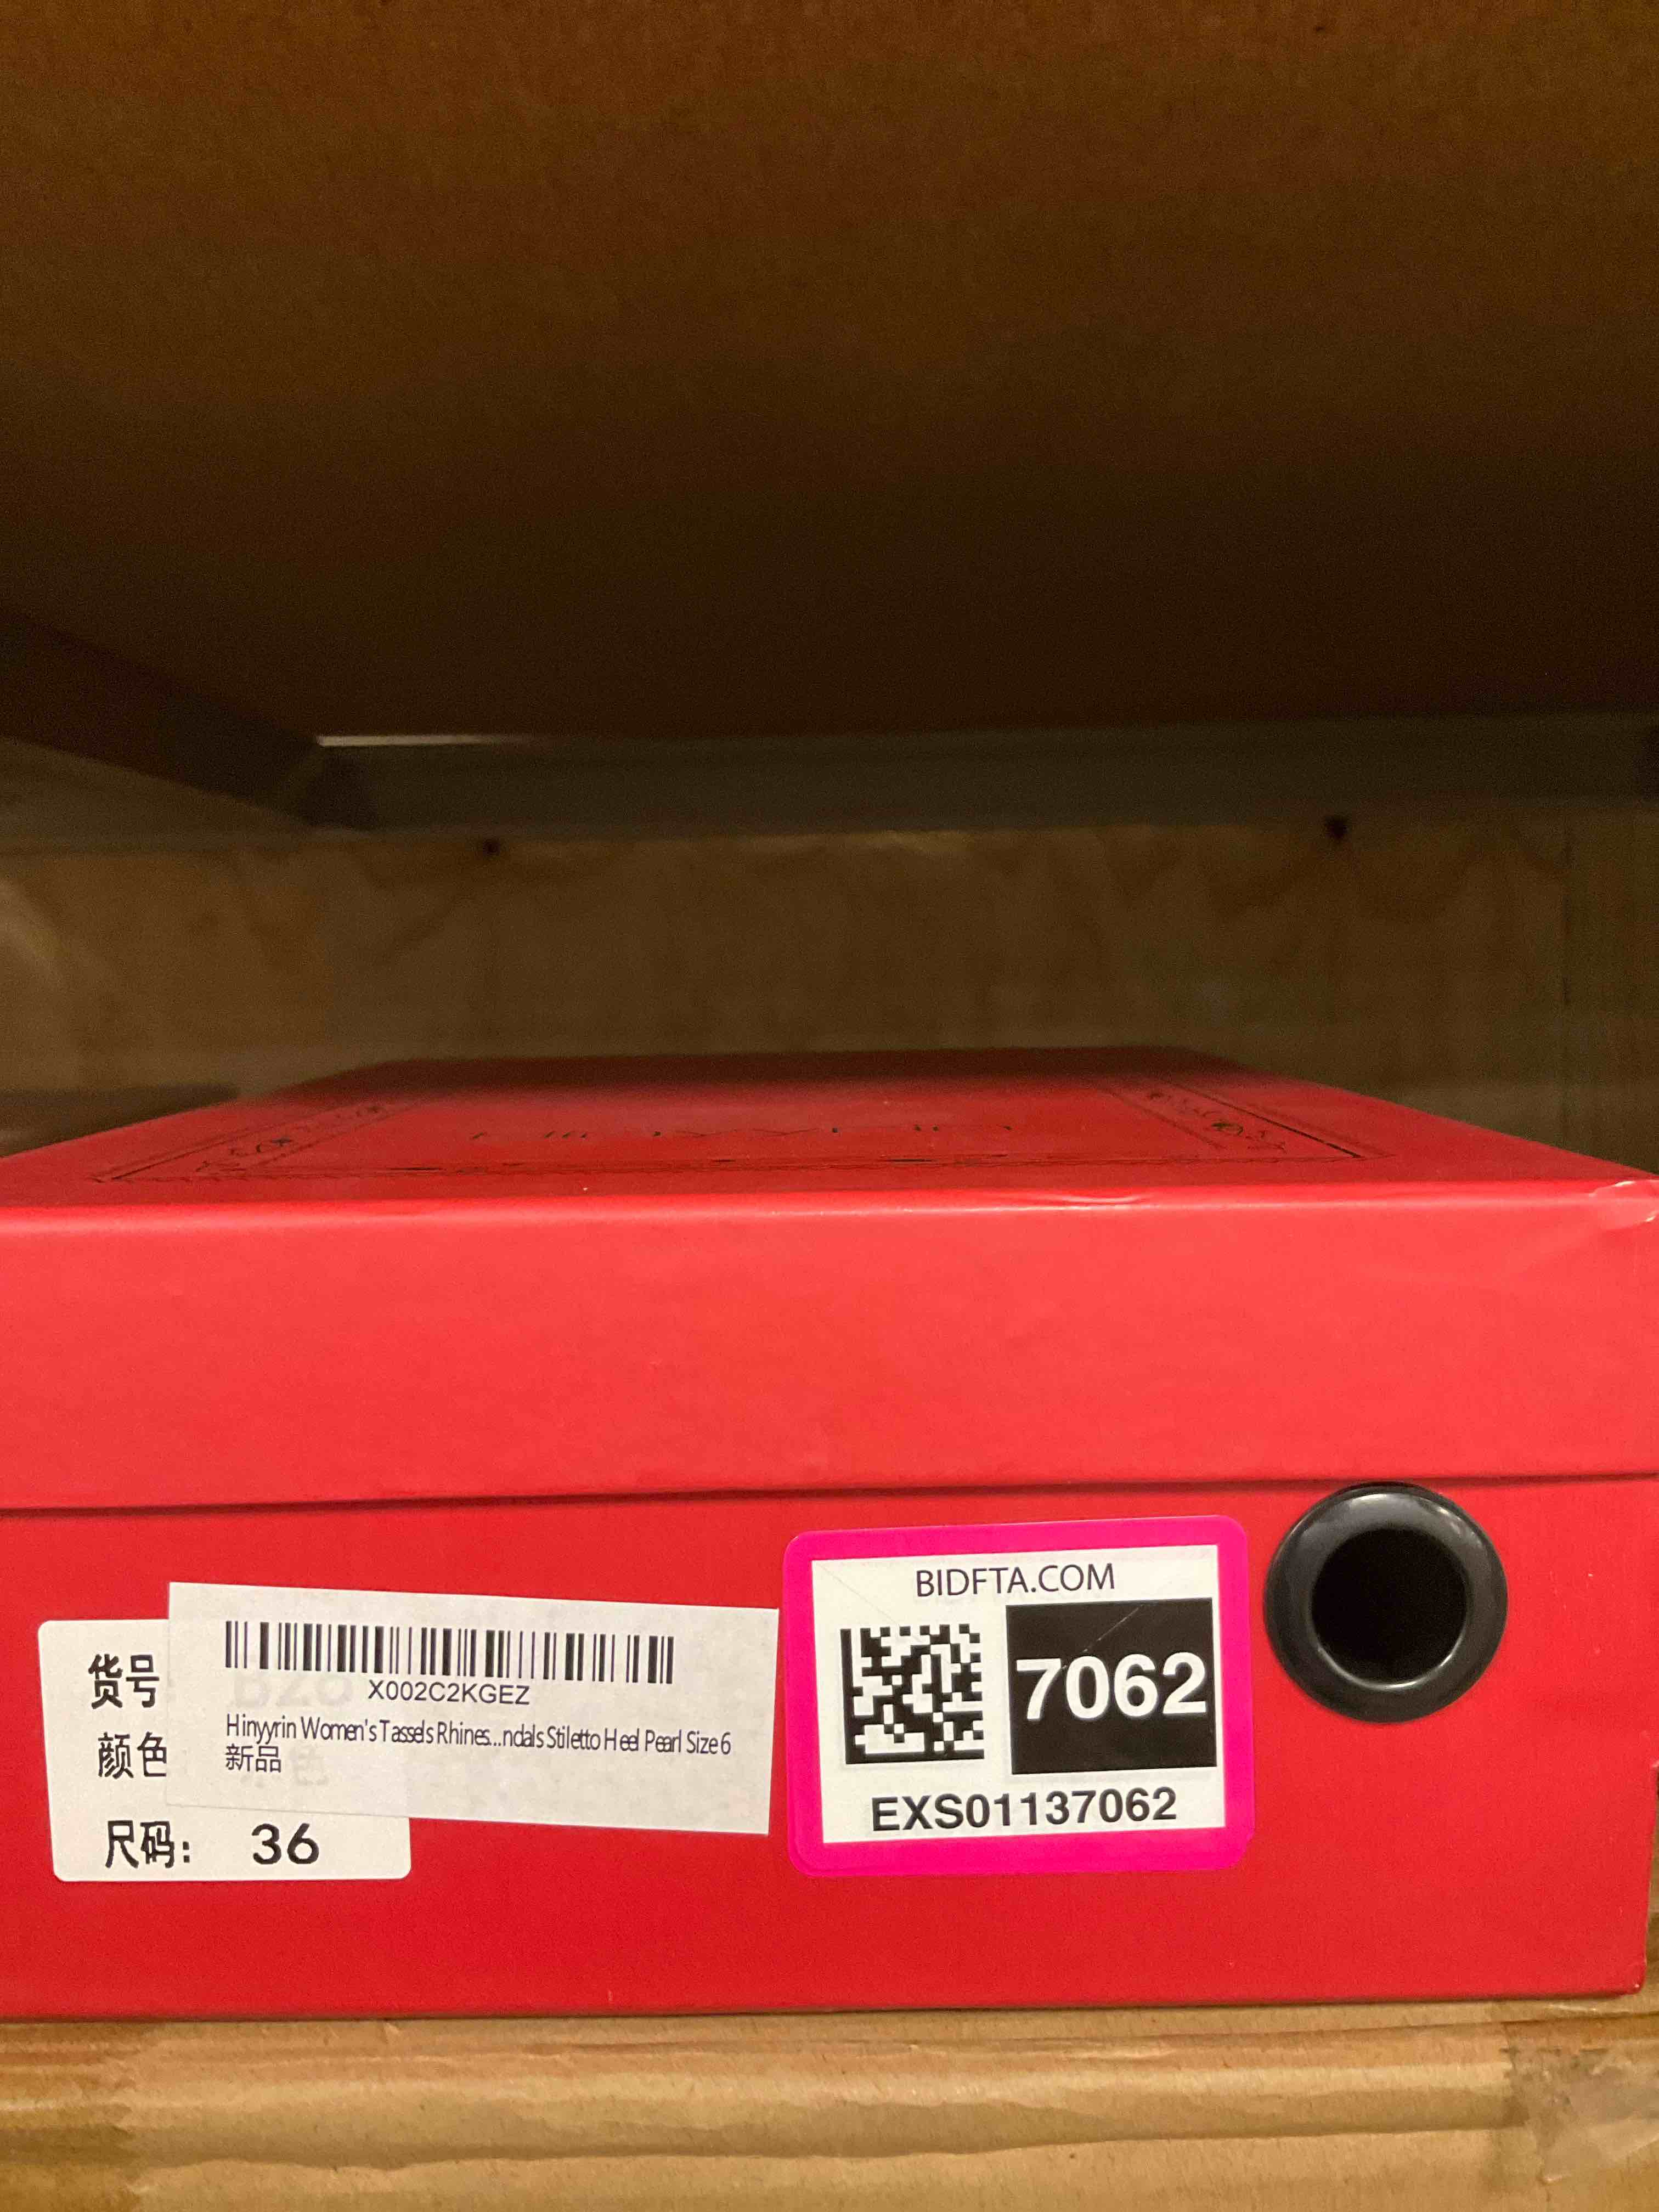 货号
颜色
尺码: 36
X002C2KGEZ
Hinyyrin Women's Tassels Rhines...ndals Stiletto Heel Pearl Size 6
新品
BIDFTA.COM
7062
EXS01137062